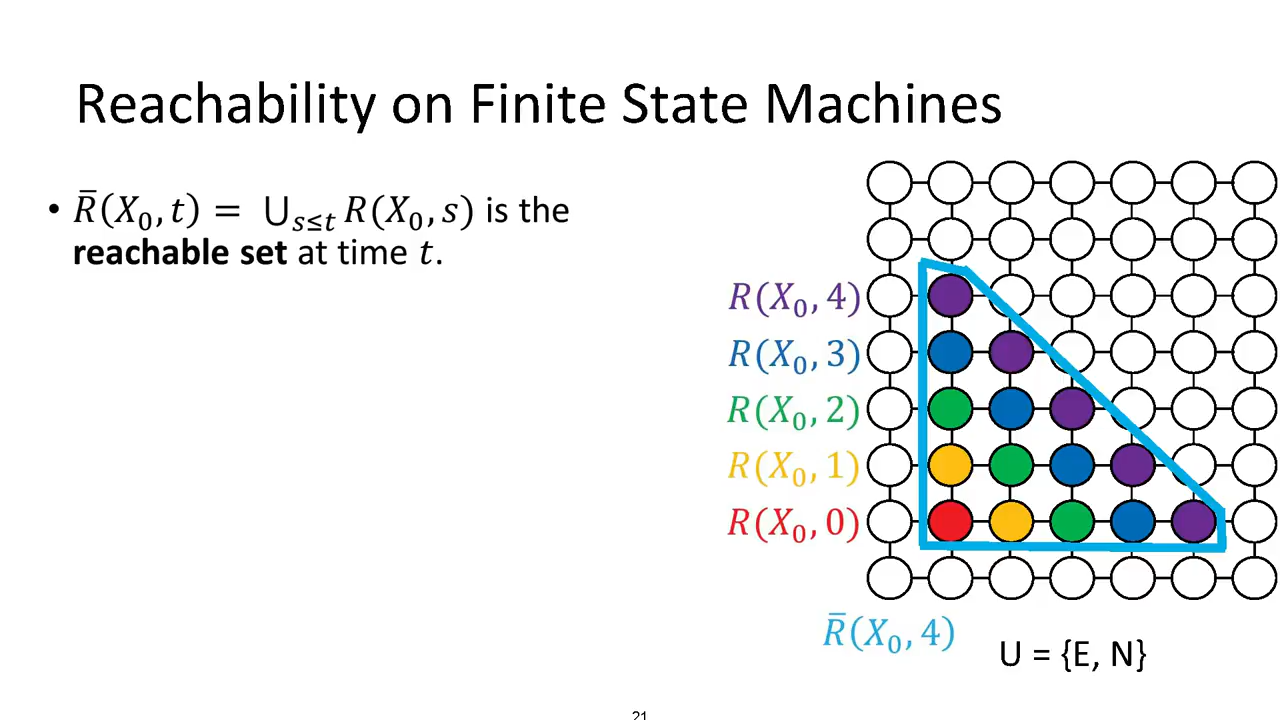 Reachability on Finite State Machines
• R̅(X₀, t) = ⋃ₛ≤ₜ R(X₀, s) is the
reachable set at time t.
R(X₀, 4)
R(X₀, 3)
R(X₀, 2)
R(X₀, 1)
R(X₀, 0)
R̅(X₀, 4)
U = {E, N}
21